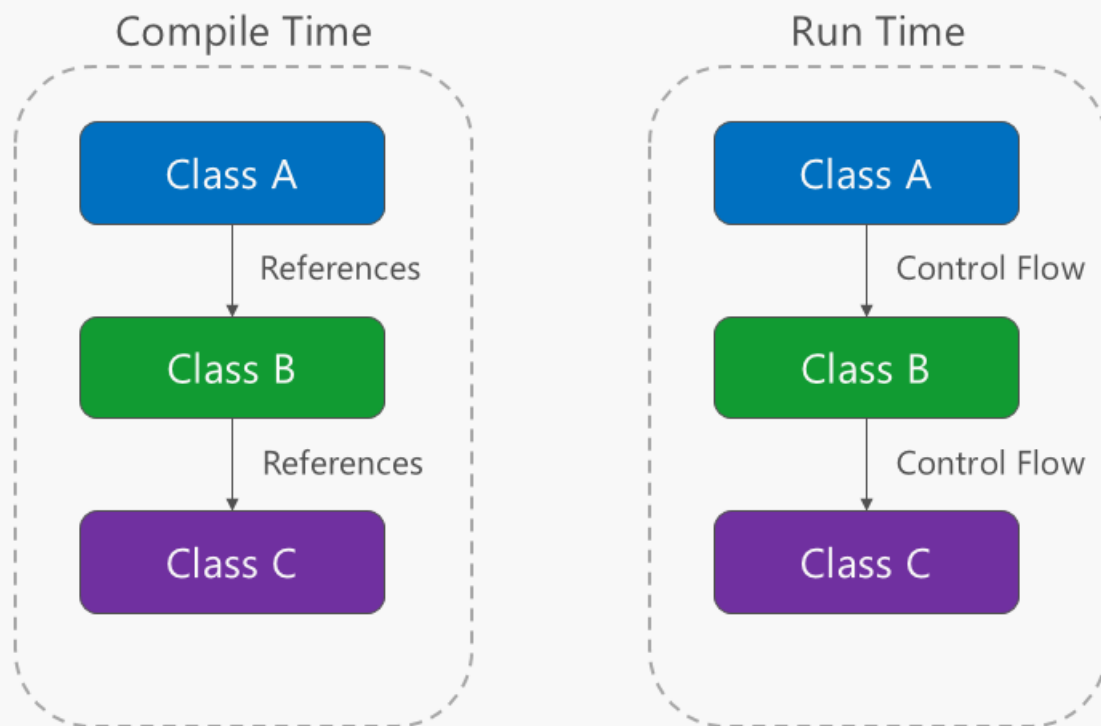 Compile Time
Class A
References
Class B
References
Class C
Run Time
Class A
Control Flow
Class B
Control Flow
Class C